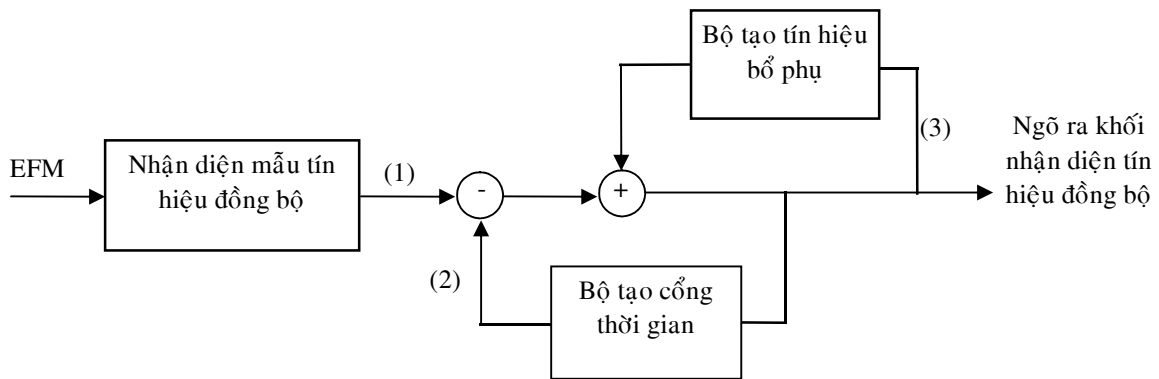 Bộ tạo tín hiệu
bổ phụ
(3)
Ngõ ra khối
nhận diện tín
hiệu đồng bộ
EFM
Nhận diện mẫu tín
hiệu đồng bộ
(1)
-
+
(2)
Bộ tạo cổng
thời gian